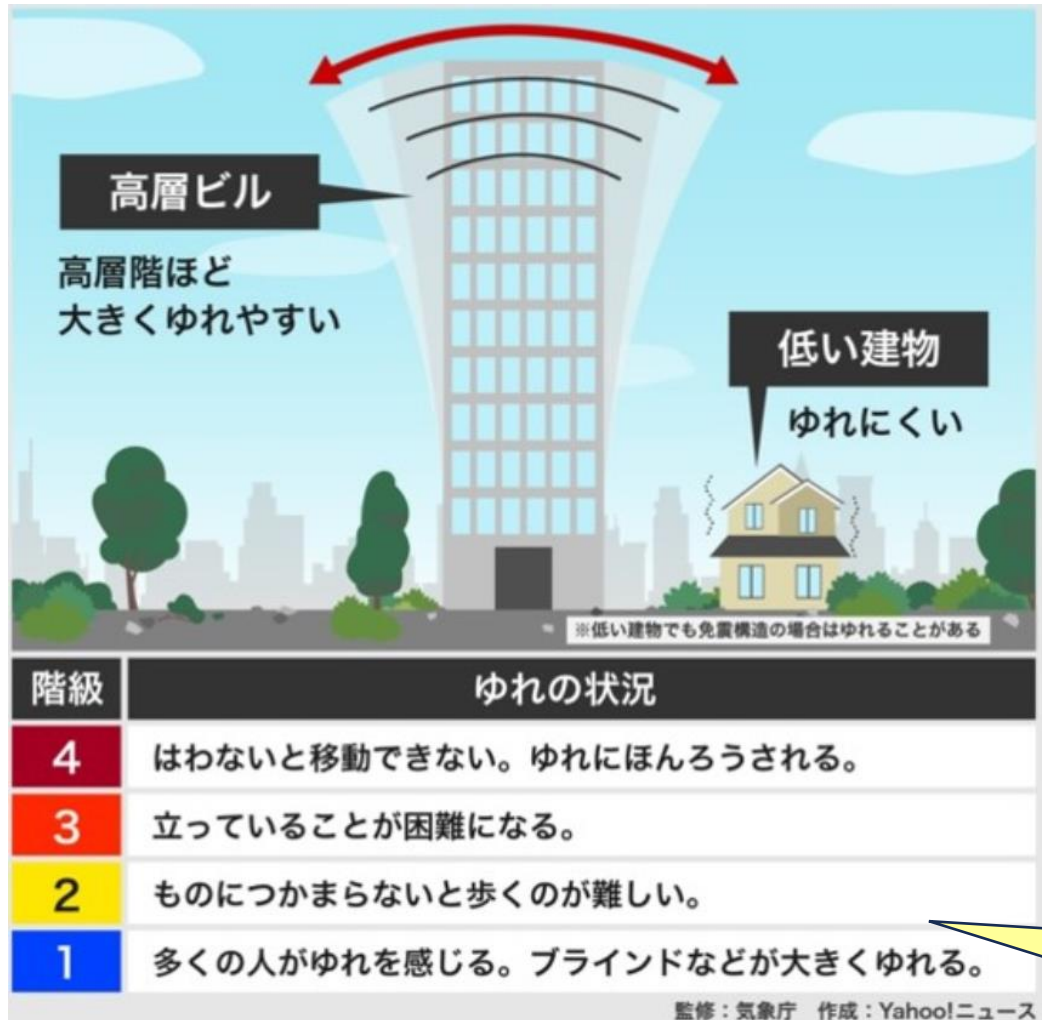 高層ビル
高層階ほど
大きくゆれやすい
低い建物
ゆれにくい
※低い建物でも免震構造の場合はゆれることがある
階級 ゆれの状況
4 はわないと移動できない。ゆれにほんろうされる。
3 立っていることが困難になる。
2 ものにつかまらないと歩くのが難しい。
1 多くの人がゆれを感じる。ブラインドなどが大きくゆれる。
監修：気象庁 作成：Yahoo!ニュース